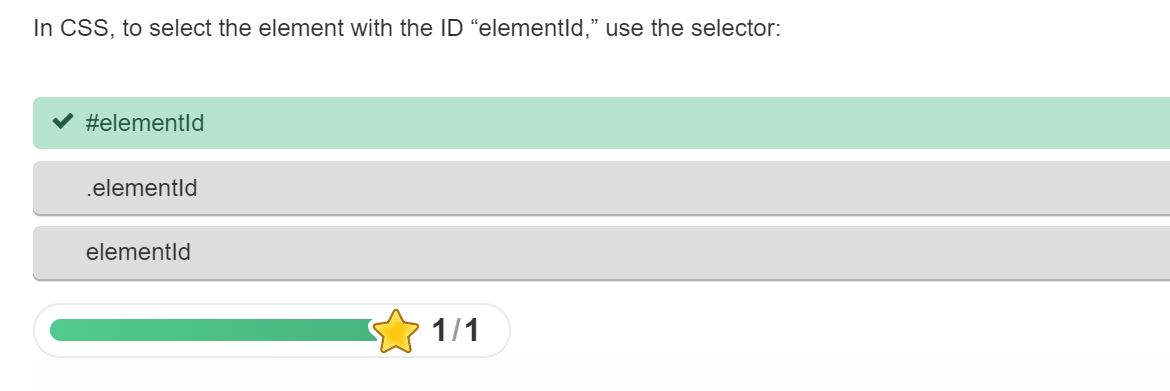 In CSS, to select the element with the ID “elementId,” use the selector:
#elementId
.elementId
elementId
1/1